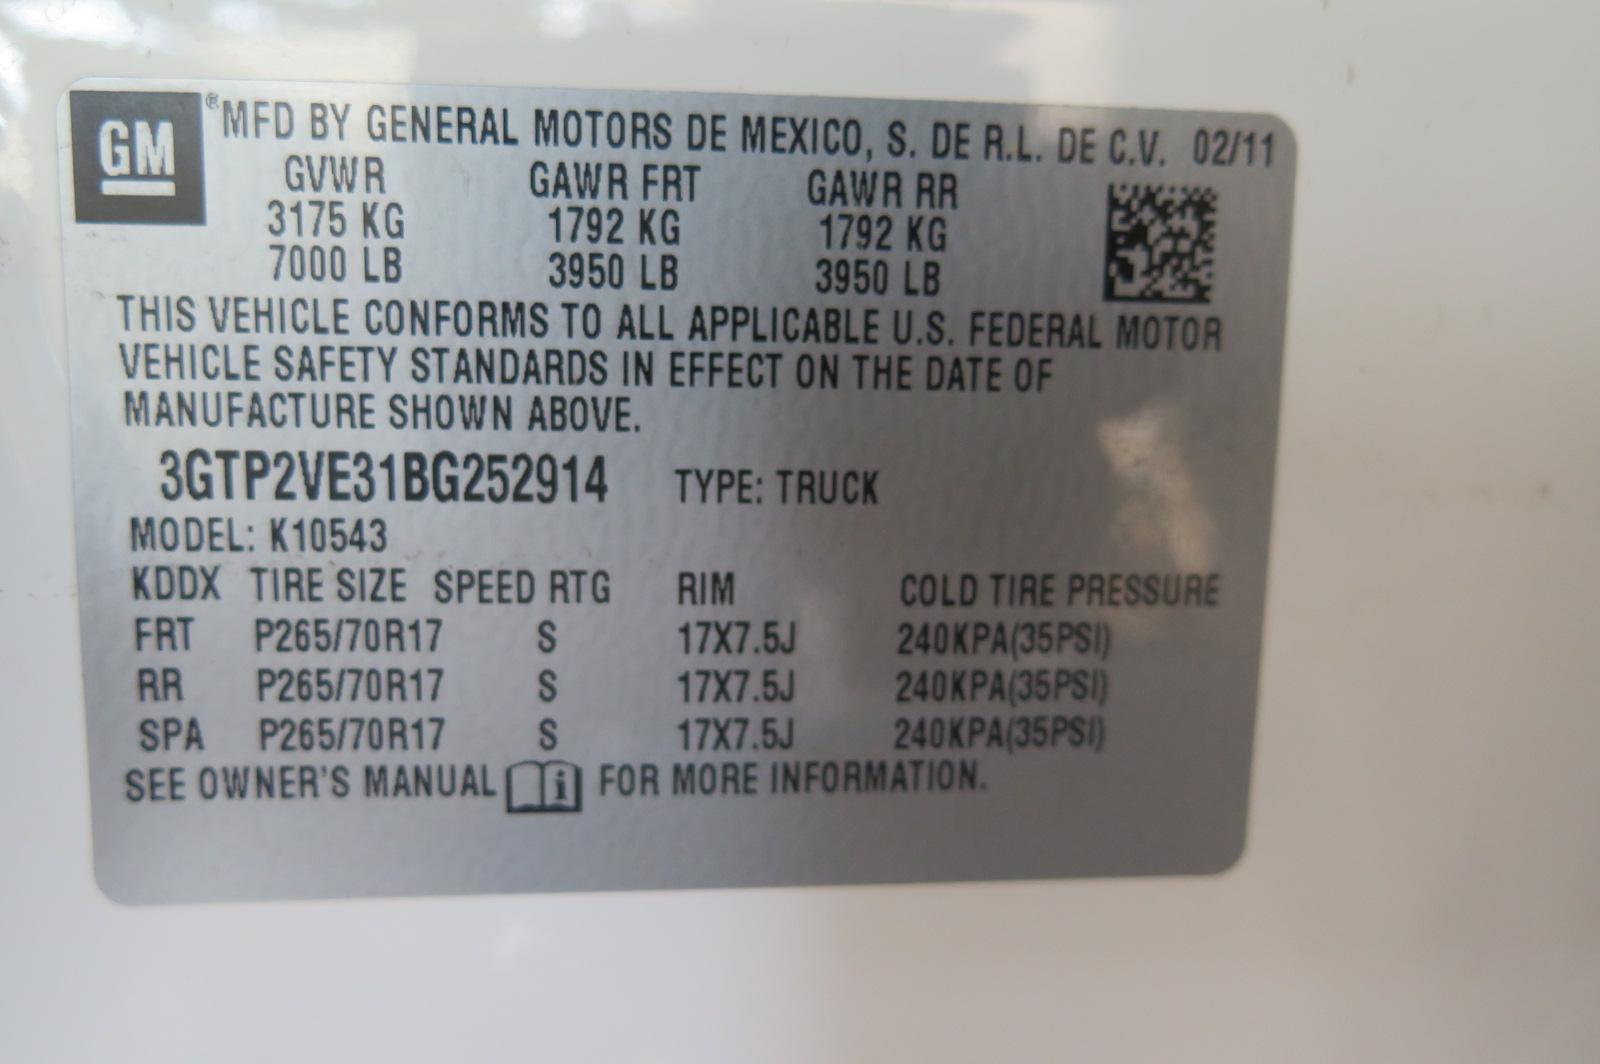 GM ® MFD BY GENERAL MOTORS DE MEXICO, S. DE R.L. DE C.V. 02/11
GVWR GAWR FRT GAWR RR
3175 KG 1792 KG 1792 KG
7000 LB 3950 LB 3950 LB
THIS VEHICLE CONFORMS TO ALL APPLICABLE U.S. FEDERAL MOTOR
VEHICLE SAFETY STANDARDS IN EFFECT ON THE DATE OF
MANUFACTURE SHOWN ABOVE.
3GTP2VE31BG252914 TYPE: TRUCK
MODEL: K10543
KDDX TIRE SIZE SPEED RTG RIM COLD TIRE PRESSURE
FRT P265/70R17 S 17X7.5J 240KPA(35PSI)
RR P265/70R17 S 17X7.5J 240KPA(35PSI)
SPA P265/70R17 S 17X7.5J 240KPA(35PSI)
SEE OWNER'S MANUAL i FOR MORE INFORMATION.